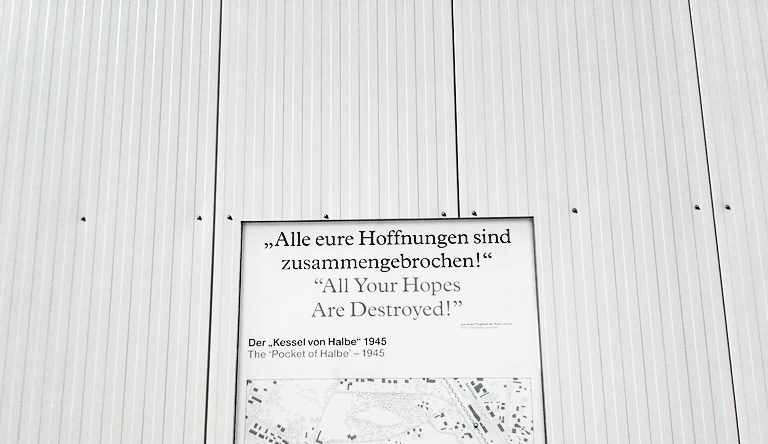 „Alle eure Hoffnungen sind
zusammengebrochen!“
“All Your Hopes
Are Destroyed!”
Der „Kessel von Halbe“ 1945
The ‘Pocket of Halbe’ – 1945